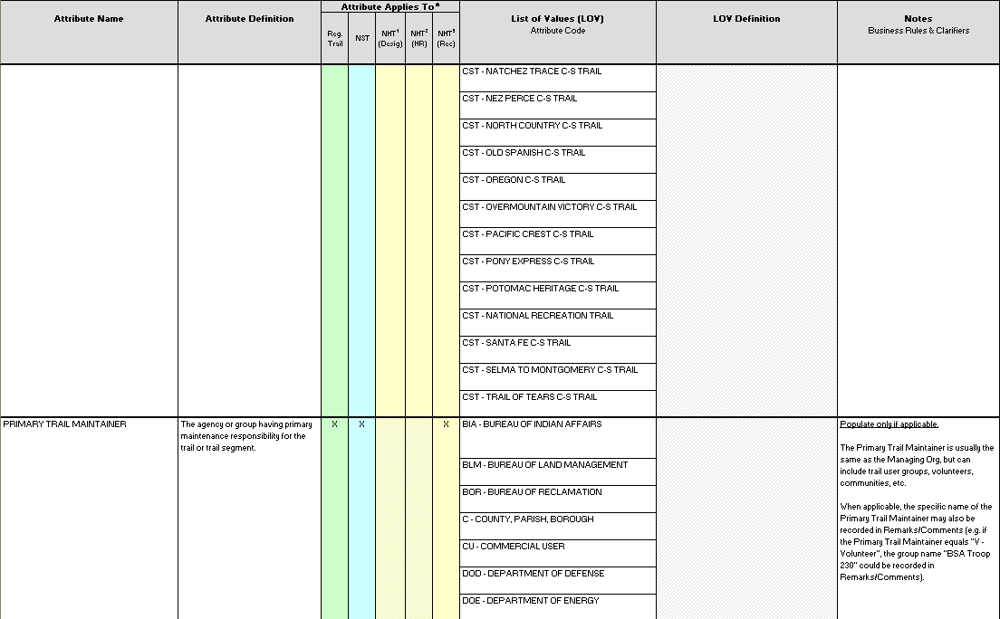 Attribute Name
Attribute Definition
Attribute Applies To*
Reg.
Trail
NST
NHT¹
(Desig)
NHT²
(HR)
NHT³
(Rec)
List of Values (LOV)
Attribute Code
LOV Definition
Notes
Business Rules & Clarifiers
CST - NATCHEZ TRACE C-S TRAIL
CST - NEZ PERCE C-S TRAIL
CST - NORTH COUNTRY C-S TRAIL
CST - OLD SPANISH C-S TRAIL
CST - OREGON C-S TRAIL
CST - OVERMOUNTAIN VICTORY C-S TRAIL
CST - PACIFIC CREST C-S TRAIL
CST - PONY EXPRESS C-S TRAIL
CST - POTOMAC HERITAGE C-S TRAIL
CST - NATIONAL RECREATION TRAIL
CST - SANTA FE C-S TRAIL
CST - SELMA TO MONTGOMERY C-S TRAIL
CST - TRAIL OF TEARS C-S TRAIL
PRIMARY TRAIL MAINTAINER
The agency or group having primary
maintenance responsibility for the
trail or trail segment.
X
X
X
BIA - BUREAU OF INDIAN AFFAIRS
BLM - BUREAU OF LAND MANAGEMENT
BOR - BUREAU OF RECLAMATION
C - COUNTY, PARISH, BOROUGH
CU - COMMERCIAL USER
DOD - DEPARTMENT OF DEFENSE
DOE - DEPARTMENT OF ENERGY
Populate only if applicable.
The Primary Trail Maintainer is usually the
same as the Managing Org, but can
include trail user groups, volunteers,
communities, etc.
When applicable, the specific name of the
Primary Trail Maintainer may also be
recorded in Remarks/Comments (e.g. if
the Primary Trail Maintainer equals "V -
Volunteer", the group name "BSA Troop
230" could be recorded in
Remarks/Comments).